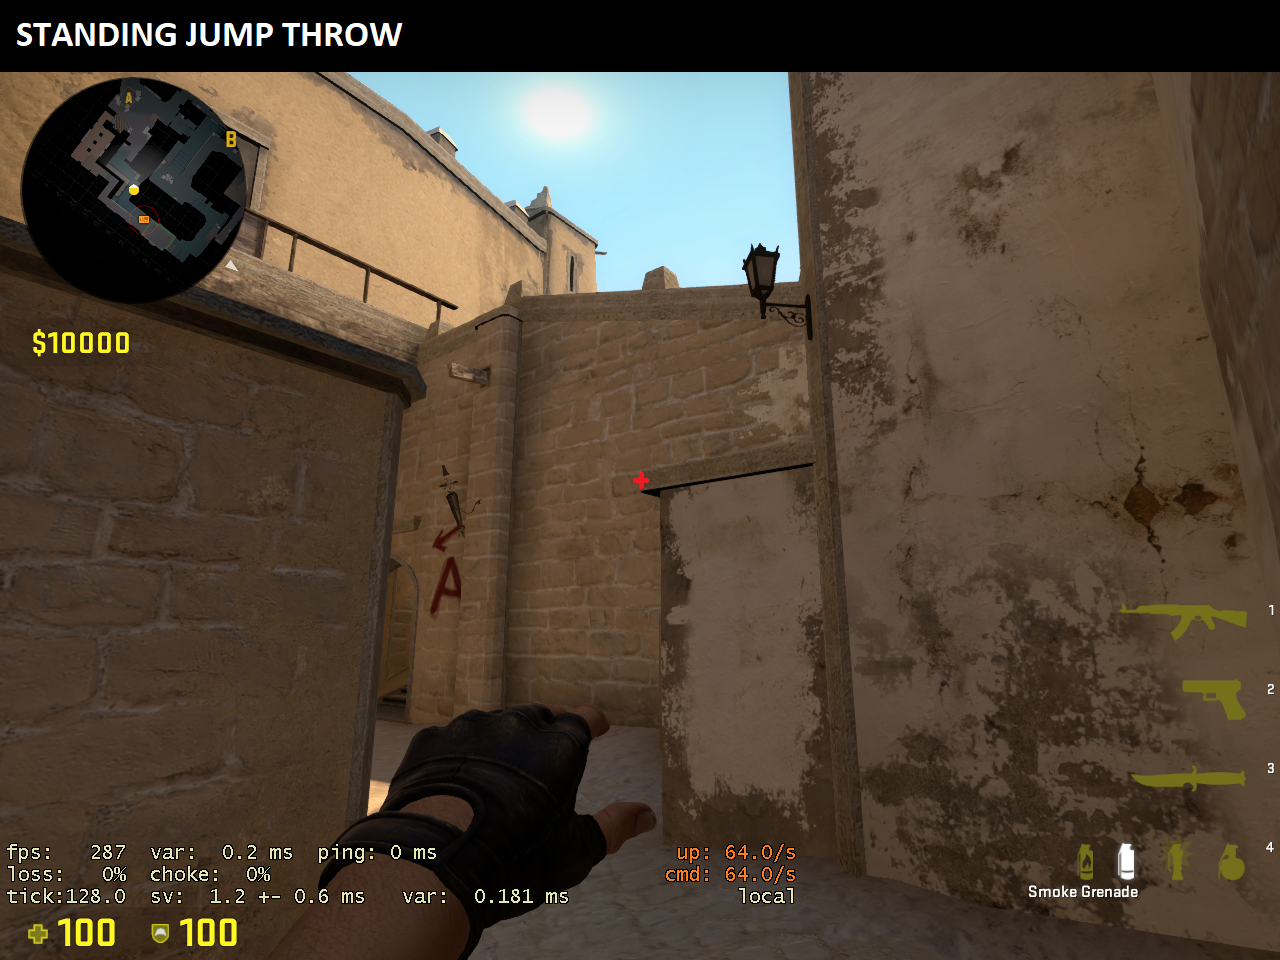 STANDING JUMP THROW
A
B
$10000
A
1
2
3
4
Smoke Grenade
fps: 287 var: 0.2 ms ping: 0 ms
loss: 0% choke: 0%
tick:128.0 sv: 1.2 +- 0.6 ms var: 0.181 ms
up: 64.0/s
cmd: 64.0/s
local
100 100